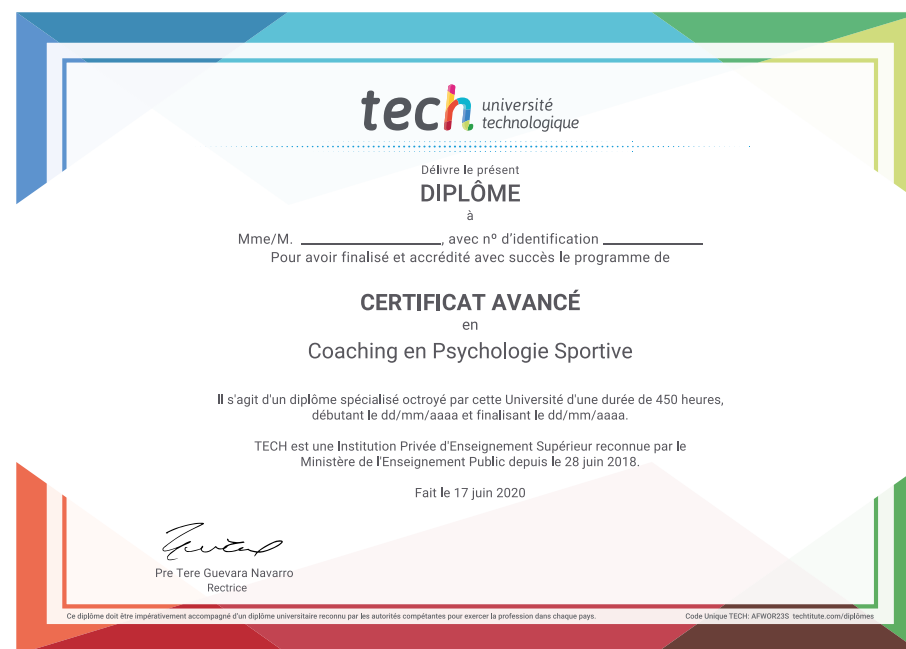 tech université
technologique
Délivre le présent
DIPLÔME
à
Mme/M. ____________________, avec nº d'identification ______________
Pour avoir finalisé et accrédité avec succès le programme de
CERTIFICAT AVANCÉ
en
Coaching en Psychologie Sportive
Il s'agit d'un diplôme spécialisé octroyé par cette Université d'une durée de 450 heures,
débutant le dd/mm/aaaa et finalisant le dd/mm/aaaa.
TECH est une Institution Privée d'Enseignement Supérieur reconnue par le
Ministère de l'Enseignement Public depuis le 28 juin 2018.
Fait le 17 juin 2020
Pre Tere Guevara Navarro
Rectrice
Ce diplôme doit être impérativement accompagné d'un diplôme universitaire reconnu par les autorités compétantes pour exercer la profession dans chaque pays.
Code Unique TECH: AFWOR23S techtitute.com/diplômes